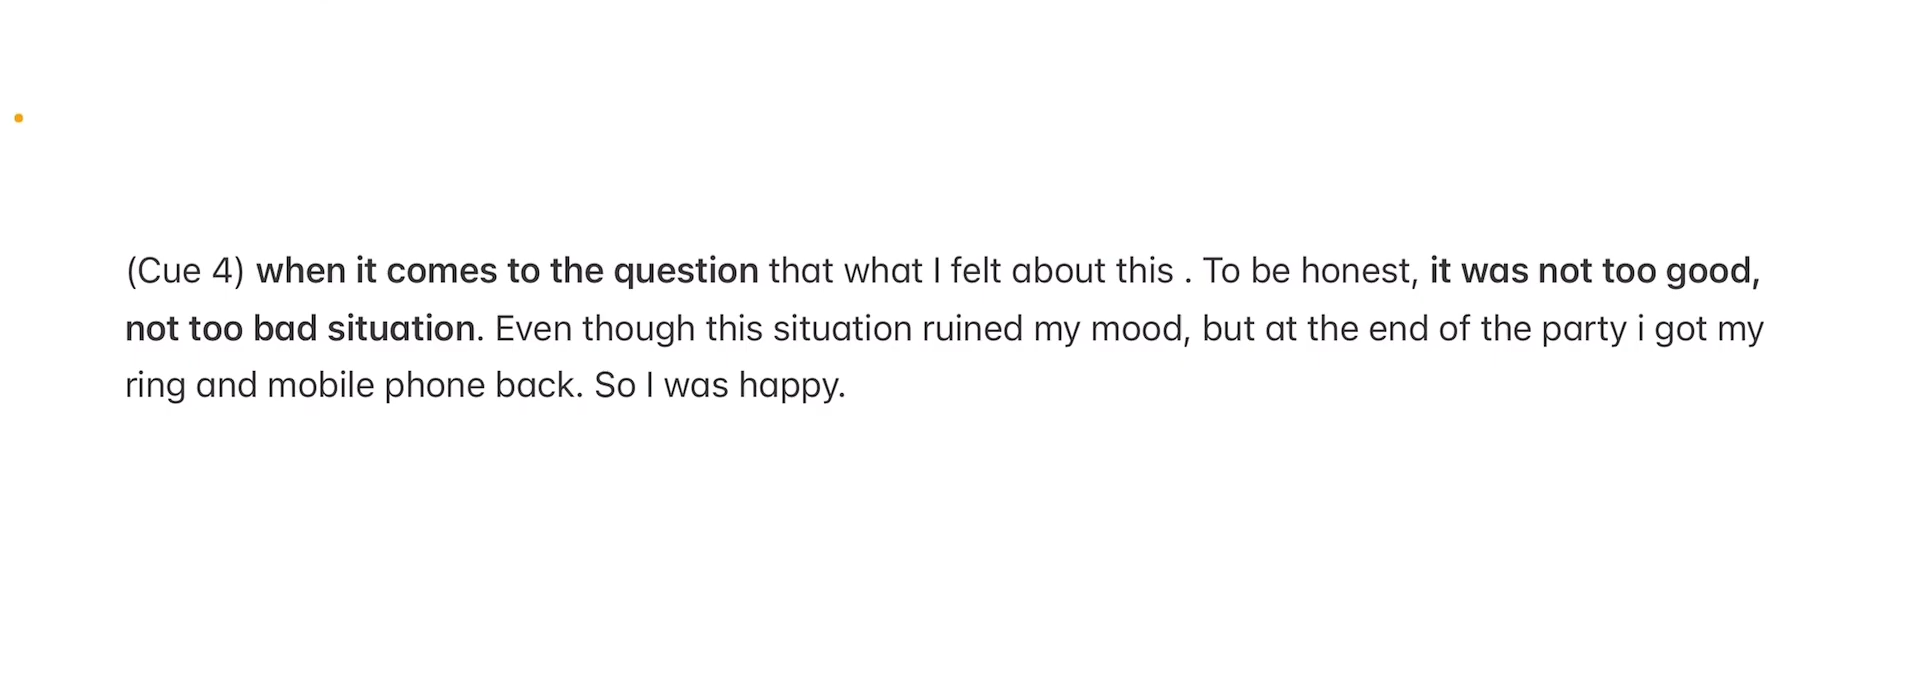 (Cue 4) when it comes to the question that what I felt about this . To be honest, it was not too good,
not too bad situation. Even though this situation ruined my mood, but at the end of the party i got my
ring and mobile phone back. So I was happy.